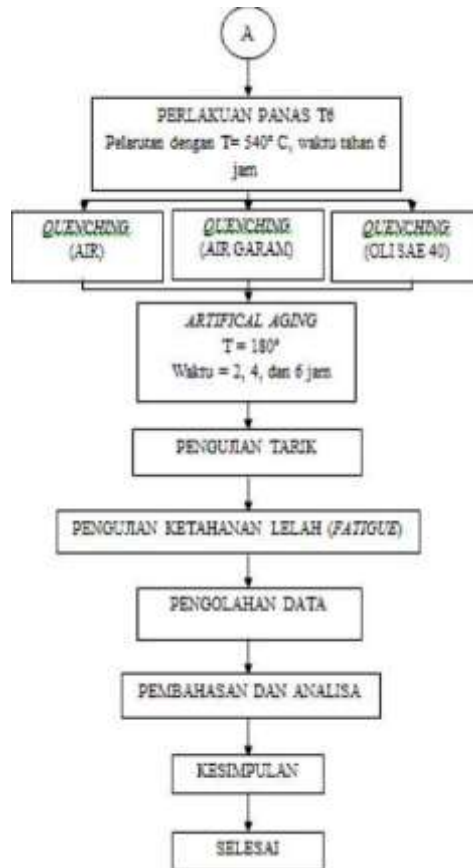 A
PERLAKUAN PANAS T6
Pelarutan dengan T= 540° C, waktu tahan 6
jam
QUENCHING
(AIR)
QUENCHING
(AIR GARAM)
QUENCHING
(OLI SAE 40)
ARTIFICAL AGING
T = 180°
Waktu = 2, 4, dan 6 jam
PENGUJIAN TARIK
PENGUJIAN KETAHANAN LELAH (FATIGUE)
PENGOLAHAN DATA
PEMBAHASAN DAN ANALISA
KESIMPULAN
SELESAI